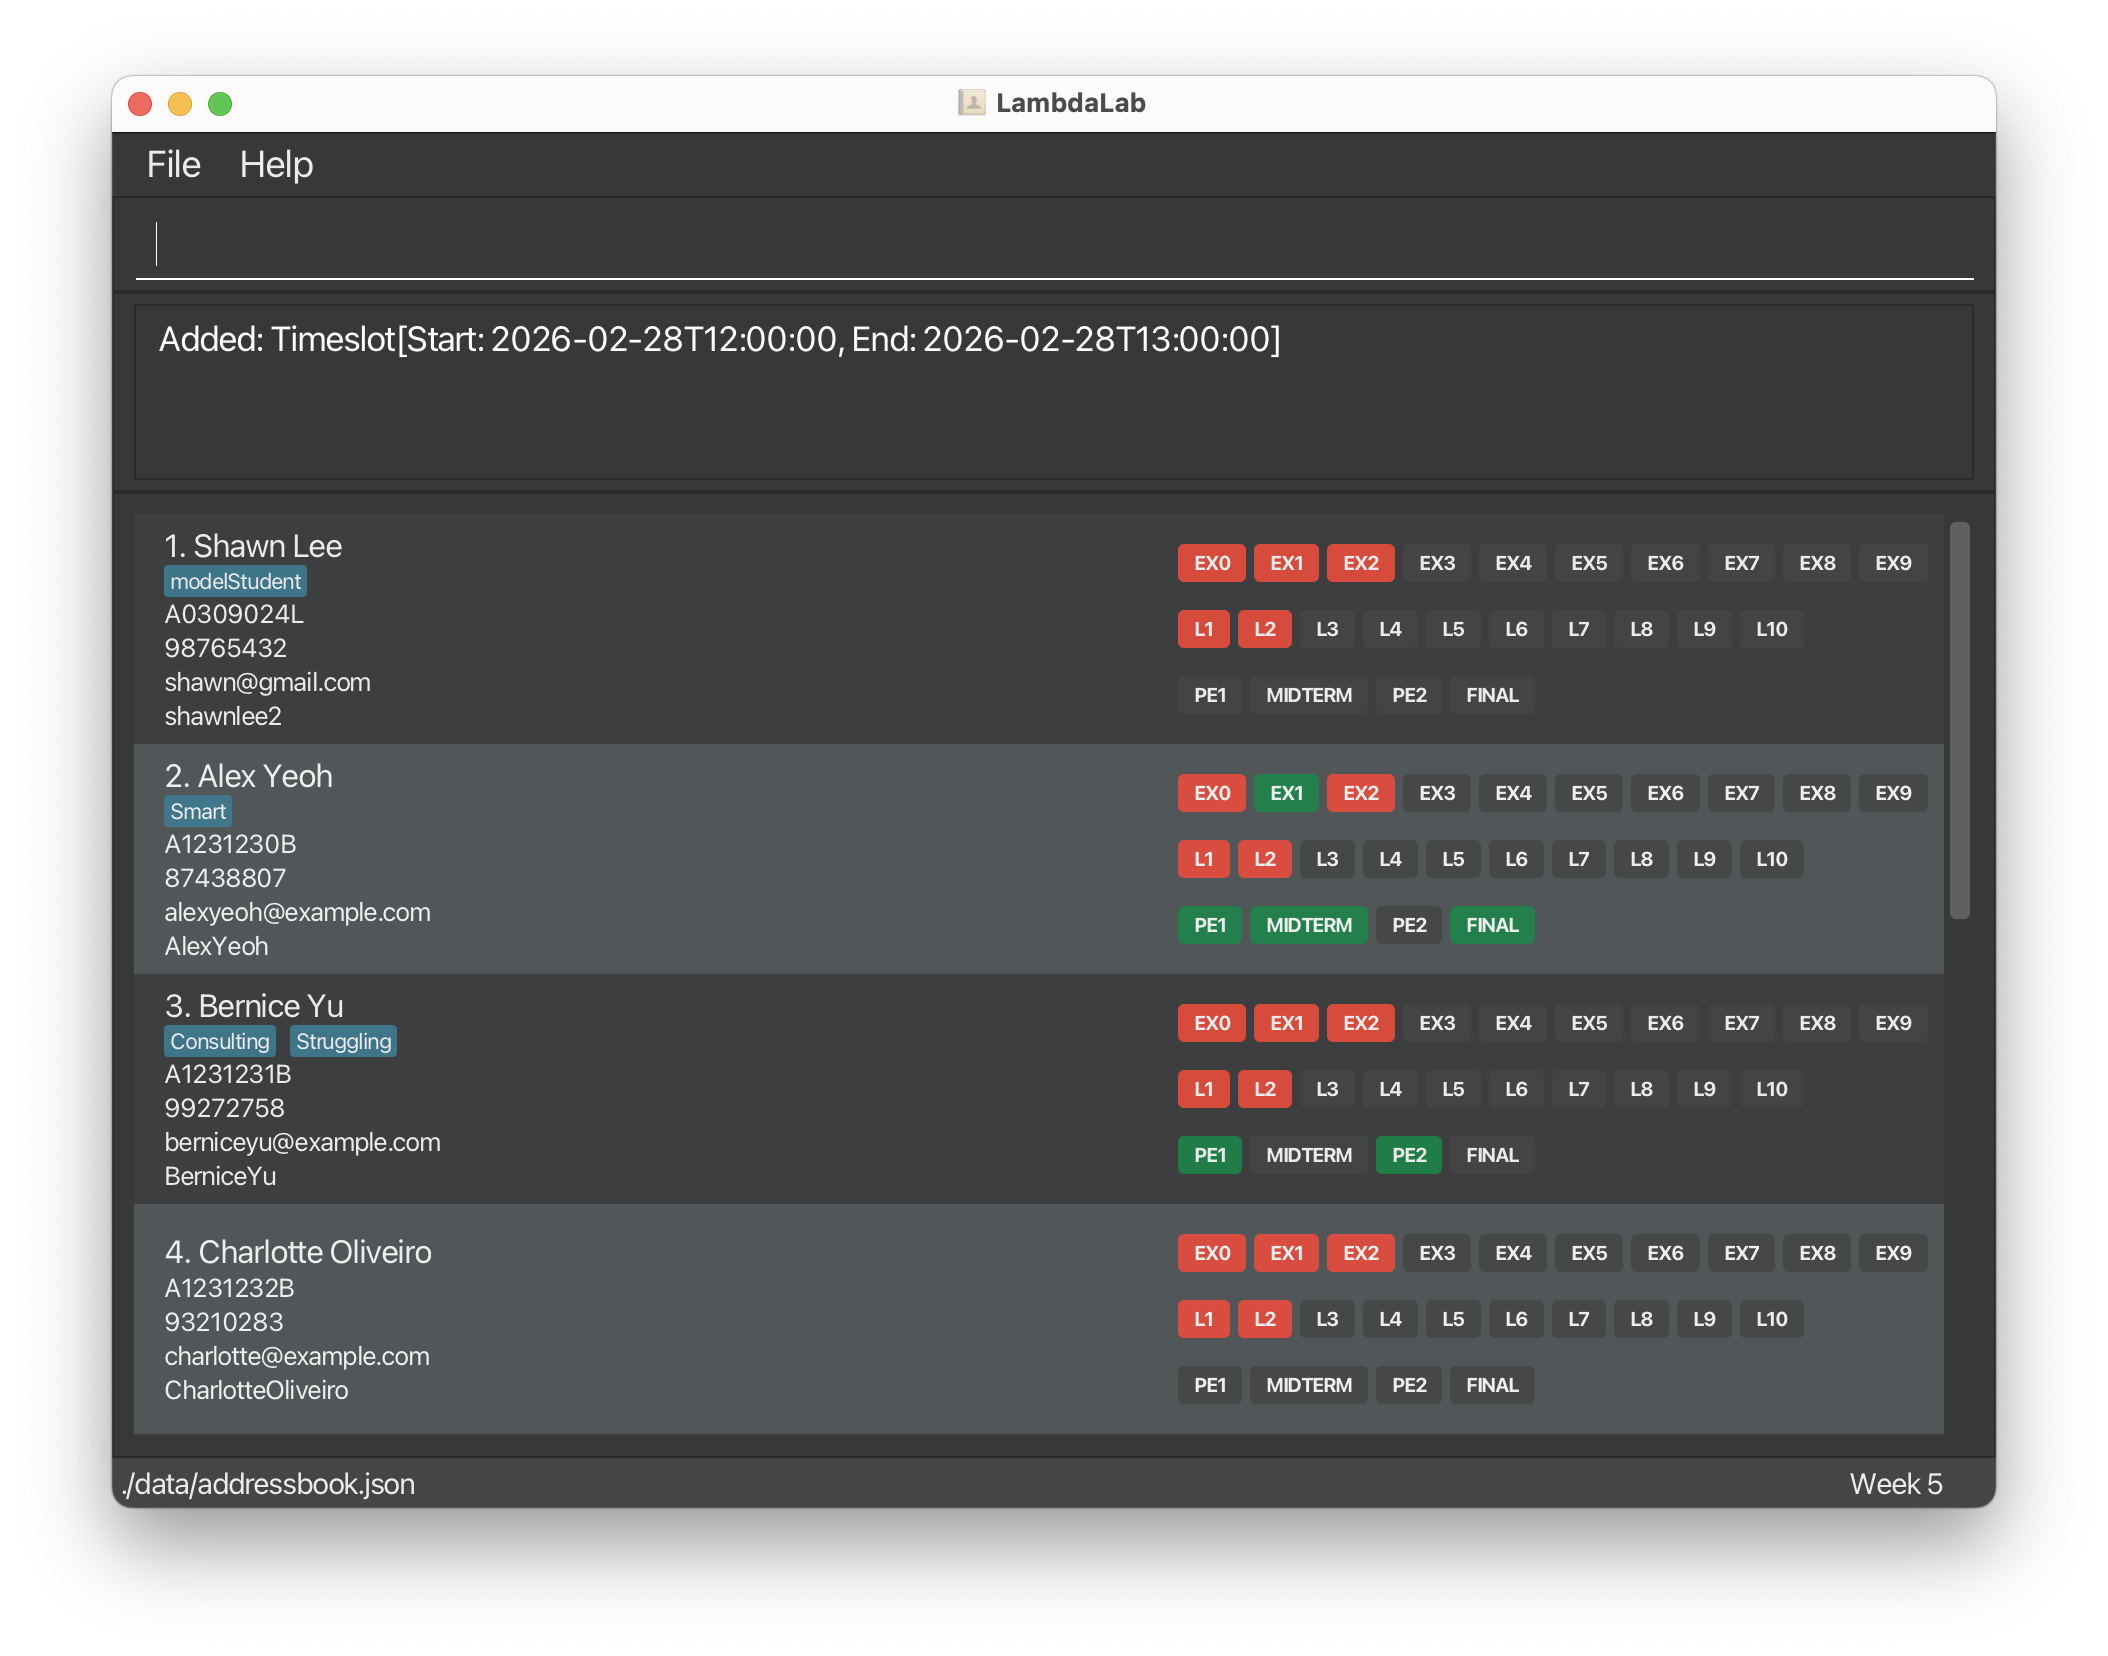 LambdaLab
File Help
Added: Timeslot[Start: 2026-02-28T12:00:00, End: 2026-02-28T13:00:00]
1. Shawn Lee
modelStudent
A0309024L
98765432
shawn@gmail.com
shawnlee2
EX0 EX1 EX2 EX3 EX4 EX5 EX6 EX7 EX8 EX9
L1 L2 L3 L4 L5 L6 L7 L8 L9 L10
PE1 MIDTERM PE2 FINAL
2. Alex Yeoh
Smart
A1231230B
87438807
alexyeoh@example.com
AlexYeoh
EX0 EX1 EX2 EX3 EX4 EX5 EX6 EX7 EX8 EX9
L1 L2 L3 L4 L5 L6 L7 L8 L9 L10
PE1 MIDTERM PE2 FINAL
3. Bernice Yu
Consulting Struggling
A1231231B
99272758
berniceyu@example.com
BerniceYu
EX0 EX1 EX2 EX3 EX4 EX5 EX6 EX7 EX8 EX9
L1 L2 L3 L4 L5 L6 L7 L8 L9 L10
PE1 MIDTERM PE2 FINAL
4. Charlotte Oliveiro
A1231232B
93210283
charlotte@example.com
CharlotteOliveiro
EX0 EX1 EX2 EX3 EX4 EX5 EX6 EX7 EX8 EX9
L1 L2 L3 L4 L5 L6 L7 L8 L9 L10
PE1 MIDTERM PE2 FINAL
./data/addressbook.json
Week 5